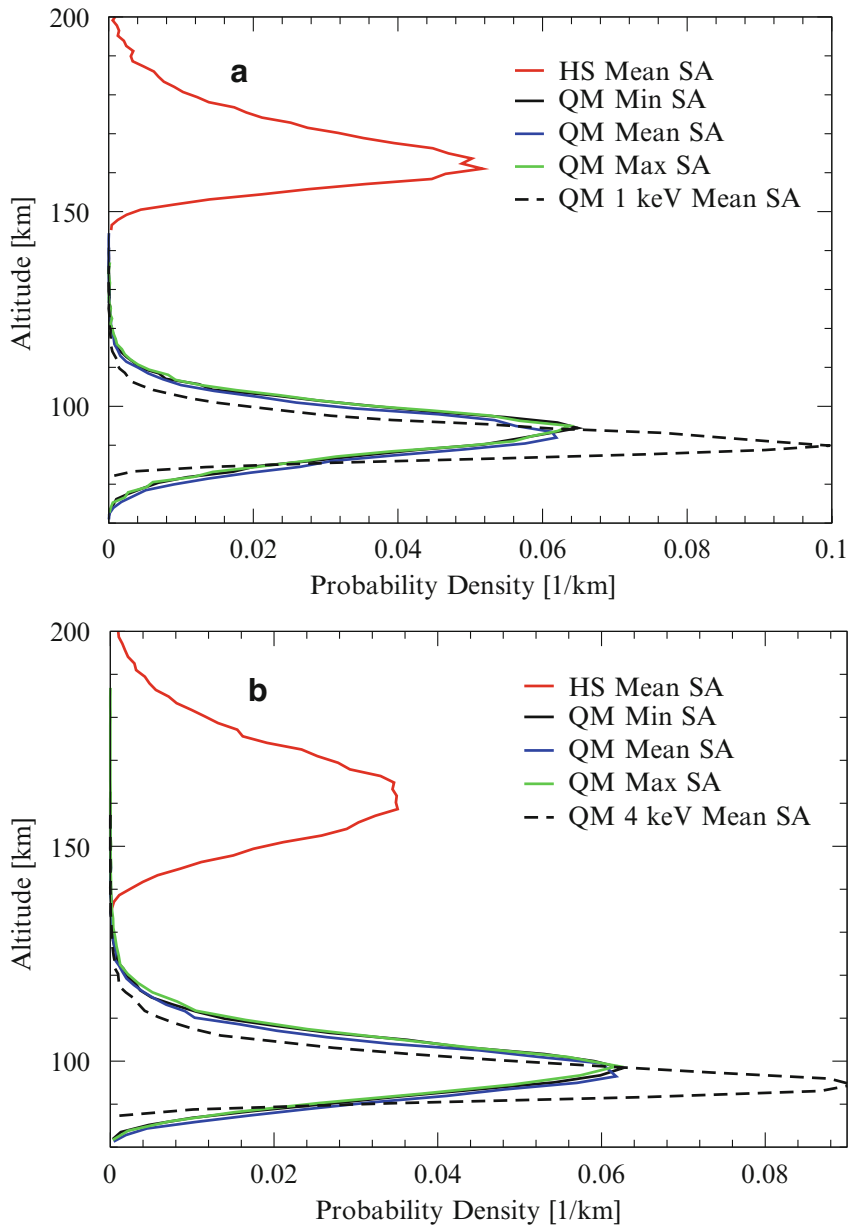 200
a
HS Mean SA
QM Min SA
QM Mean SA
QM Max SA
QM 1 keV Mean SA
150
Altitude [km]
100
0
0.02
0.04
0.06
0.08
0.1
Probability Density [1/km]
200
b
HS Mean SA
QM Min SA
QM Mean SA
QM Max SA
QM 4 keV Mean SA
150
Altitude [km]
100
0
0.02
0.04
0.06
0.08
Probability Density [1/km]